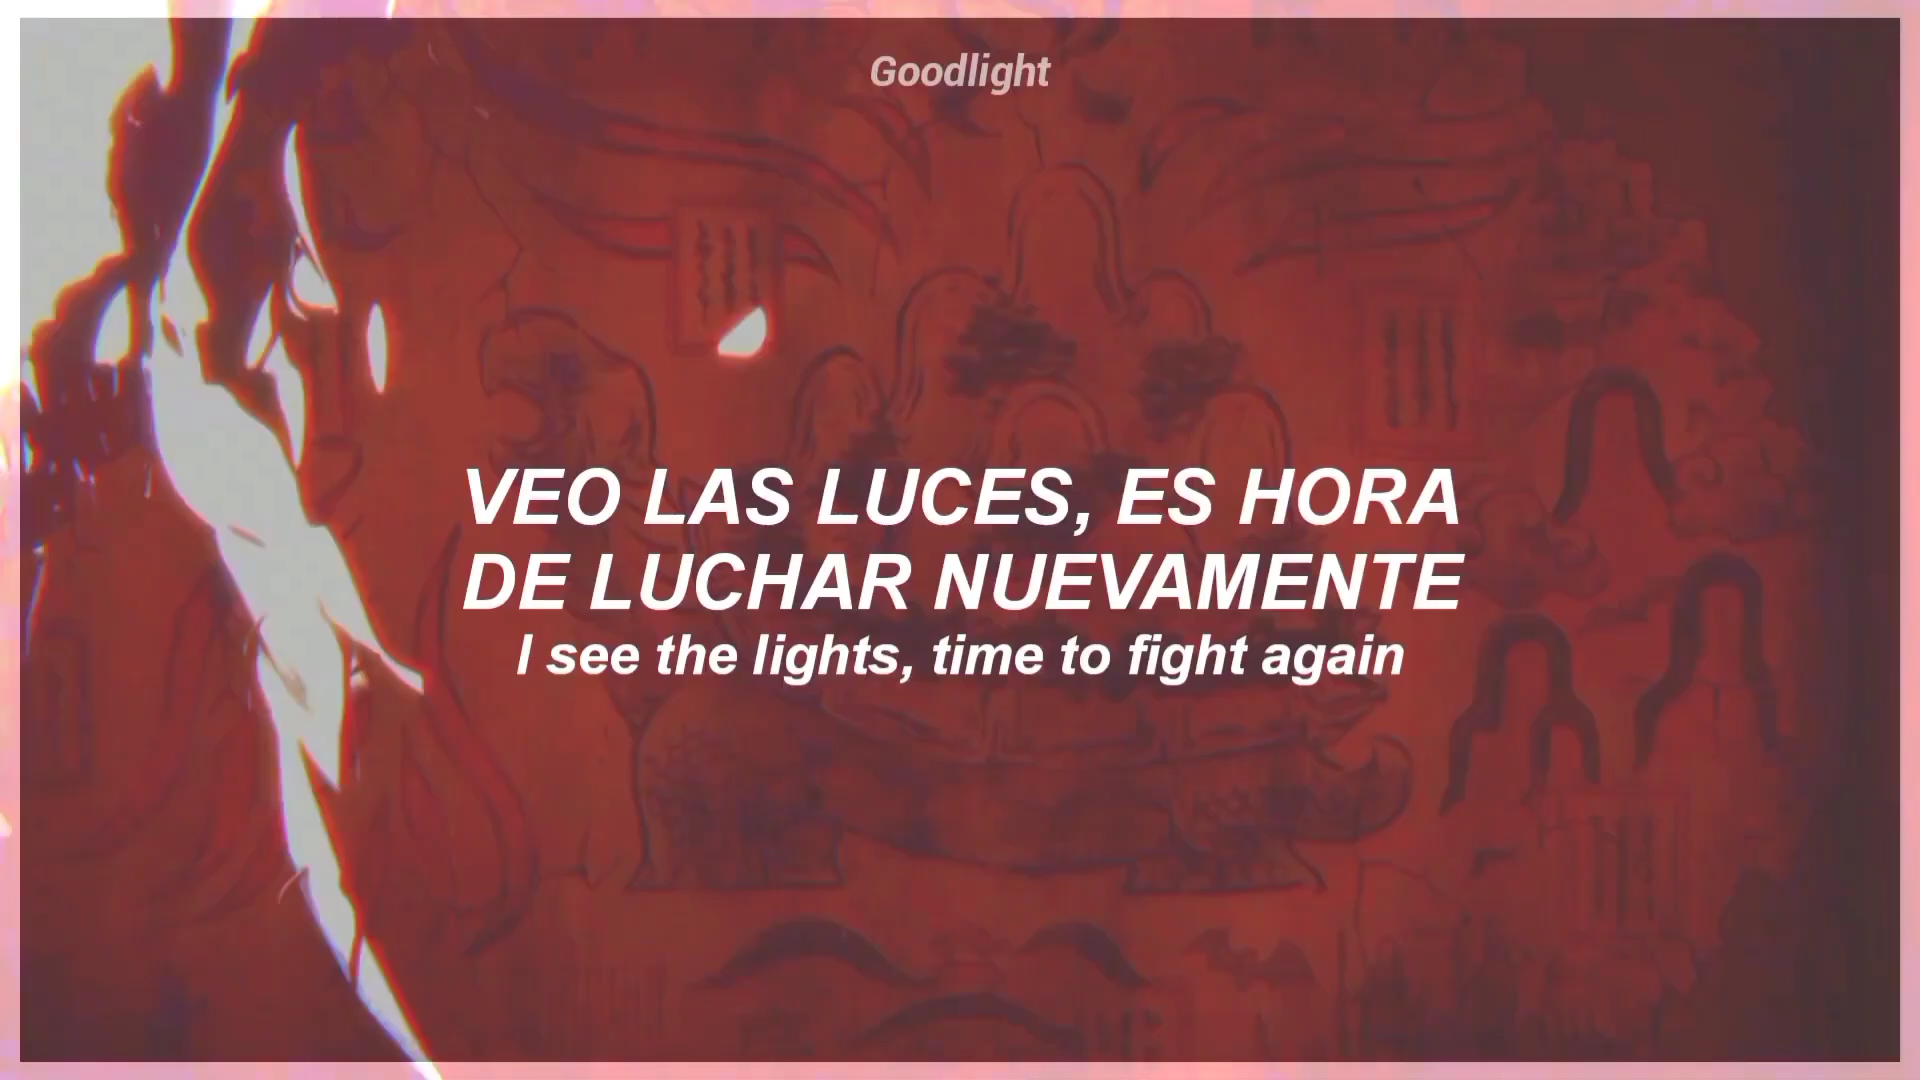 Goodlight
VEO LAS LUCES, ES HORA
DE LUCHAR NUEVAMENTE
I see the lights, time to fight again